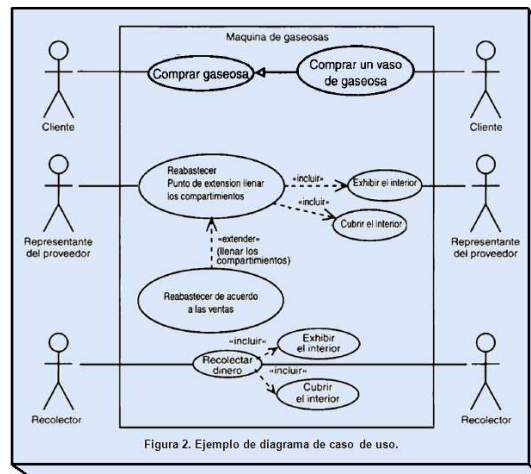 Maquina de gaseosas
Comprar gaseosa
Comprar un vaso
de gaseosa
Cliente
Cliente
Reabastecer
Punto de extension llenar
los compartimientos
«incluir»
Exhibir el interior
«incluir»
Cubrir el interior
Representante
del proveedor
Representante
del proveedor
«extender»
(llenar los
compartimientos)
Reabastecer de acuerdo
a las ventas
Recolectar
dinero
«incluir»
Exhibir
el interior
«incluir»
Cubrir
el interior
Recolector
Recolector
Figura 2. Ejemplo de diagrama de caso de uso.